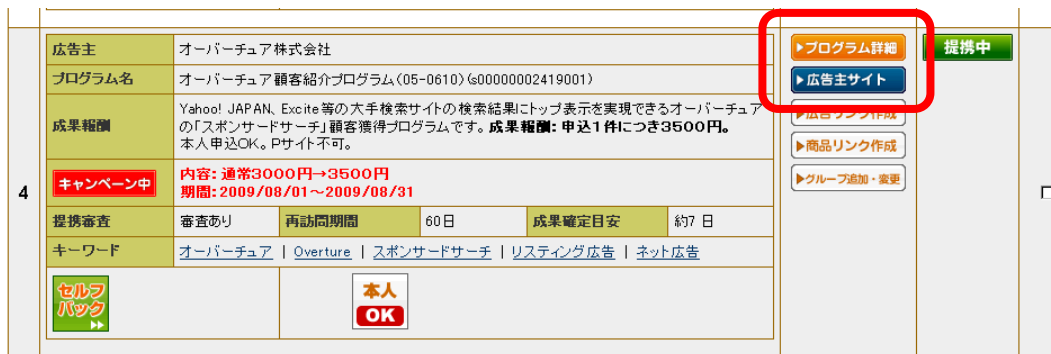 4
広告主
オーバーチュア株式会社
プログラム名
オーバーチュア顧客紹介プログラム(05-0610)(s00000002419001)
成果報酬
Yahoo! JAPAN、Excite等の大手検索サイトの検索結果にトップ表示を実現できるオーバーチュア
の「スポンサードサーチ」顧客獲得プログラムです。成果報酬：申込1件につき3500円。
本人申込OK。Pサイト不可。
キャンペーン中
内容：通常3000円→3500円
期間：2009/08/01～2009/08/31
提携審査
審査あり
再訪問期間
60日
成果確定目安
約7 日
キーワード
オーバーチュア | Overture | スポンサードサーチ | リスティング広告 | ネット広告
セルフ
バック
本人
OK
プログラム詳細
広告主サイト
広告リンク作成
商品リンク作成
グループ追加・変更
提携中